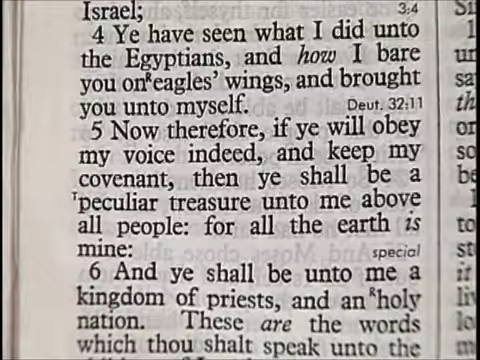 Israel; 3:4
4 Ye have seen what I did unto
the Egyptians, and how I bare
you on ᴿeagles' wings, and brought
you unto myself. Deut. 32:11
5 Now therefore, if ye will obey
my voice indeed, and keep my
covenant, then ye shall be a
ᵀpeculiar treasure unto me above
all people: for all the earth is
mine: special
6 And ye shall be unto me a
kingdom of priests, and an ᴿholy
nation. These are the words
which thou shalt speak unto the